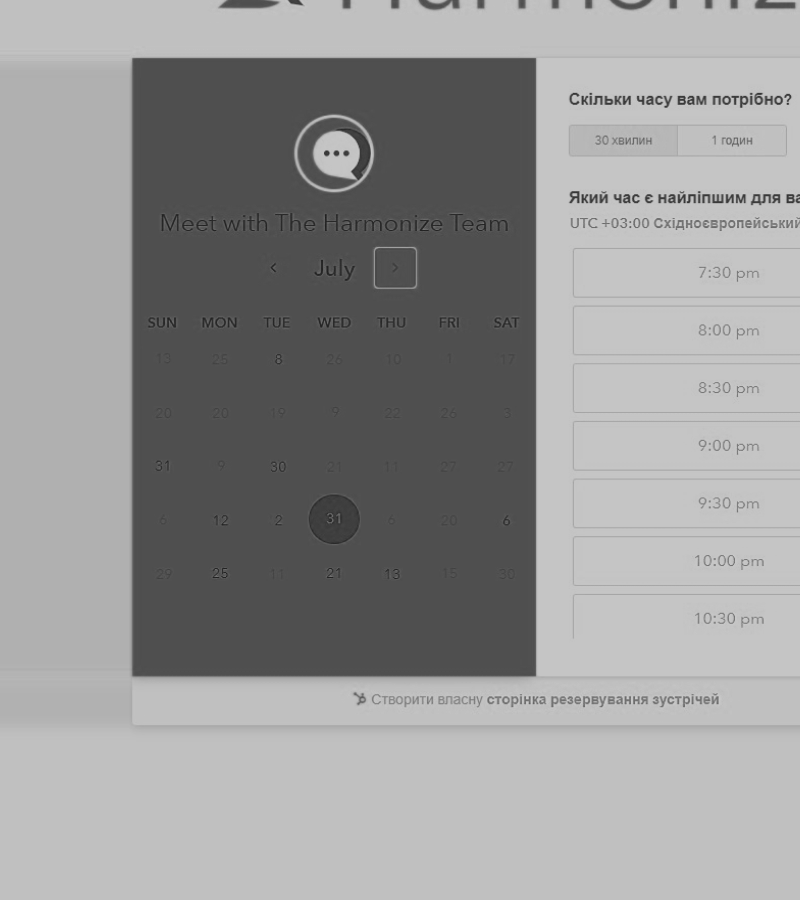 Harmoniz
Meet with The Harmonize Team
July
SUN MON TUE WED THU FRI SAT
13 25 8 26 10 1 17
20 20 19 9 22 26 3
31 9 30 21 11 27 27
6 12 2 31 6 20 6
29 25 11 21 13 15 30
Скільки часу вам потрібно?
30 хвилин 1 годин
Який час є найліпшим для ва
UTC +03:00 Східноєвропейський
7:30 pm
8:00 pm
8:30 pm
9:00 pm
9:30 pm
10:00 pm
10:30 pm
Створити власну сторінка резервування зустрічей